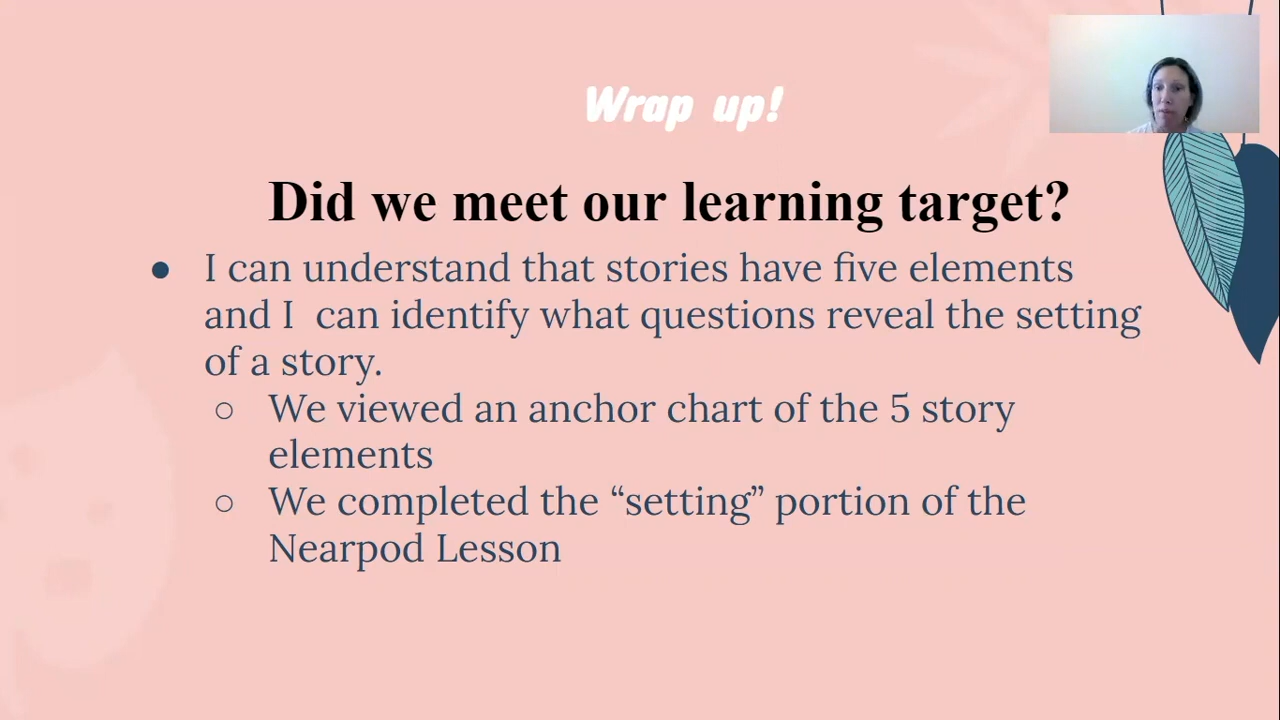 Wrap up!
Did we meet our learning target?
● I can understand that stories have five elements
and I  can identify what questions reveal the setting
of a story.
○ We viewed an anchor chart of the 5 story
elements
○ We completed the “setting” portion of the
Nearpod Lesson